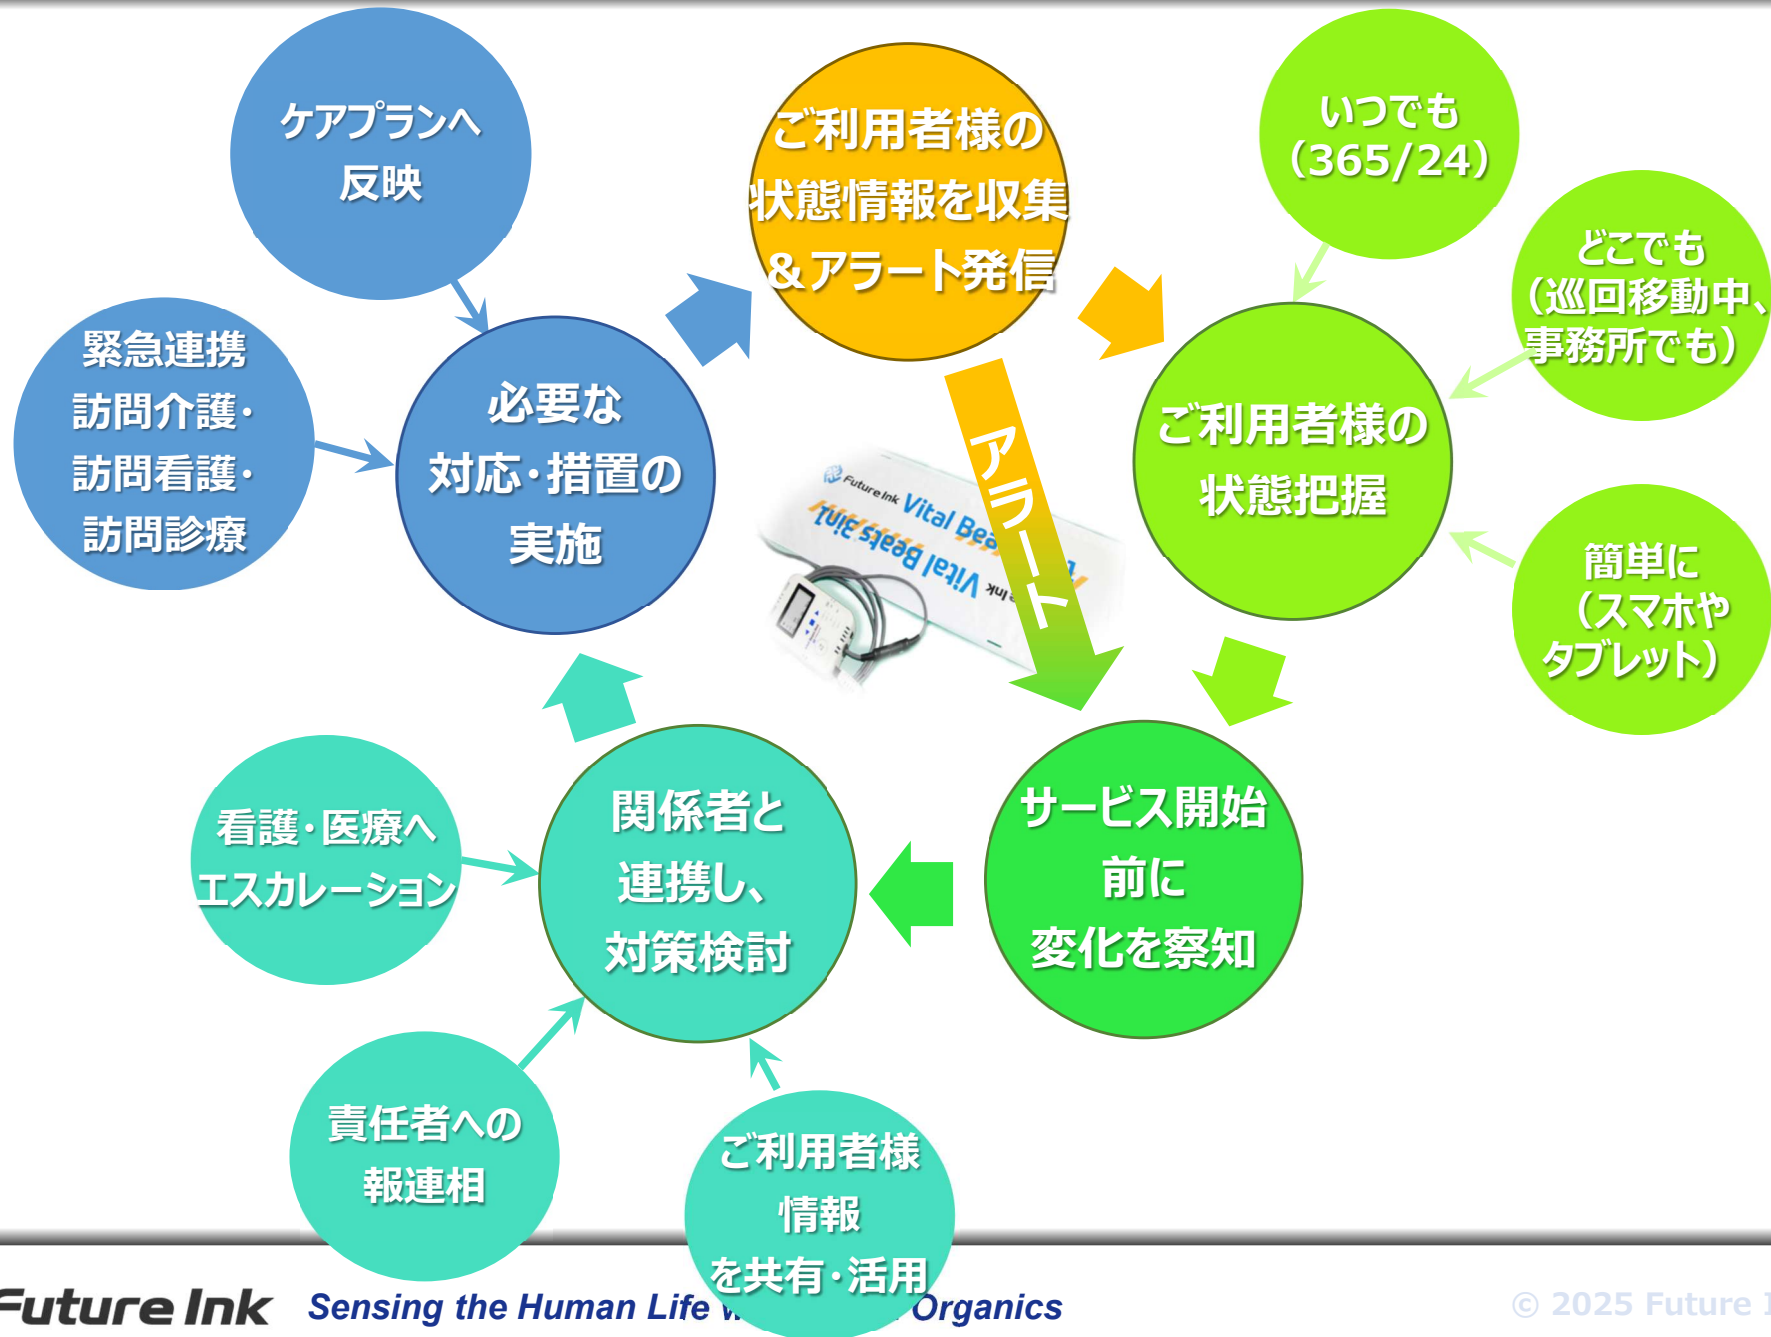 ケアプランへ
反映
ご利用者様の
状態情報を収集
&アラート発信
いつでも
（365/24）
どこでも
（巡回移動中、
事務所でも）
緊急連携
訪問介護・
訪問看護・
訪問診療
必要な
対応・措置の
実施
ご利用者様の
状態把握
アラート
Future Ink Vital Bea
Vital Beats 3in1
簡単に
（スマホや
タブレット）
関係者と
連携し、
対策検討
サービス開始
前に
変化を察知
看護・医療へ
エスカレーション
責任者への
報連相
ご利用者様
情報
を共有・活用
Future Ink
Sensing the Human Life Organics
© 2025 Future I